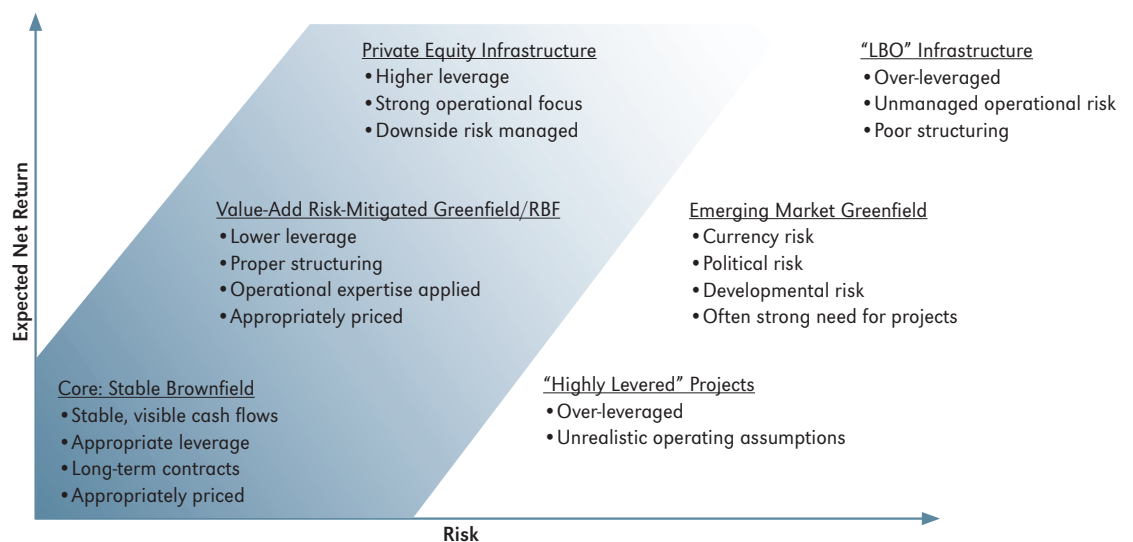 Expected Net Return
Private Equity Infrastructure
• Higher leverage
• Strong operational focus
• Downside risk managed
“LBO” Infrastructure
• Over-leveraged
• Unmanaged operational risk
• Poor structuring
Value-Add Risk-Mitigated Greenfield/RBF
• Lower leverage
• Proper structuring
• Operational expertise applied
• Appropriately priced
Emerging Market Greenfield
• Currency risk
• Political risk
• Developmental risk
• Often strong need for projects
Core: Stable Brownfield
• Stable, visible cash flows
• Appropriate leverage
• Long-term contracts
• Appropriately priced
“Highly Levered” Projects
• Over-leveraged
• Unrealistic operating assumptions
Risk